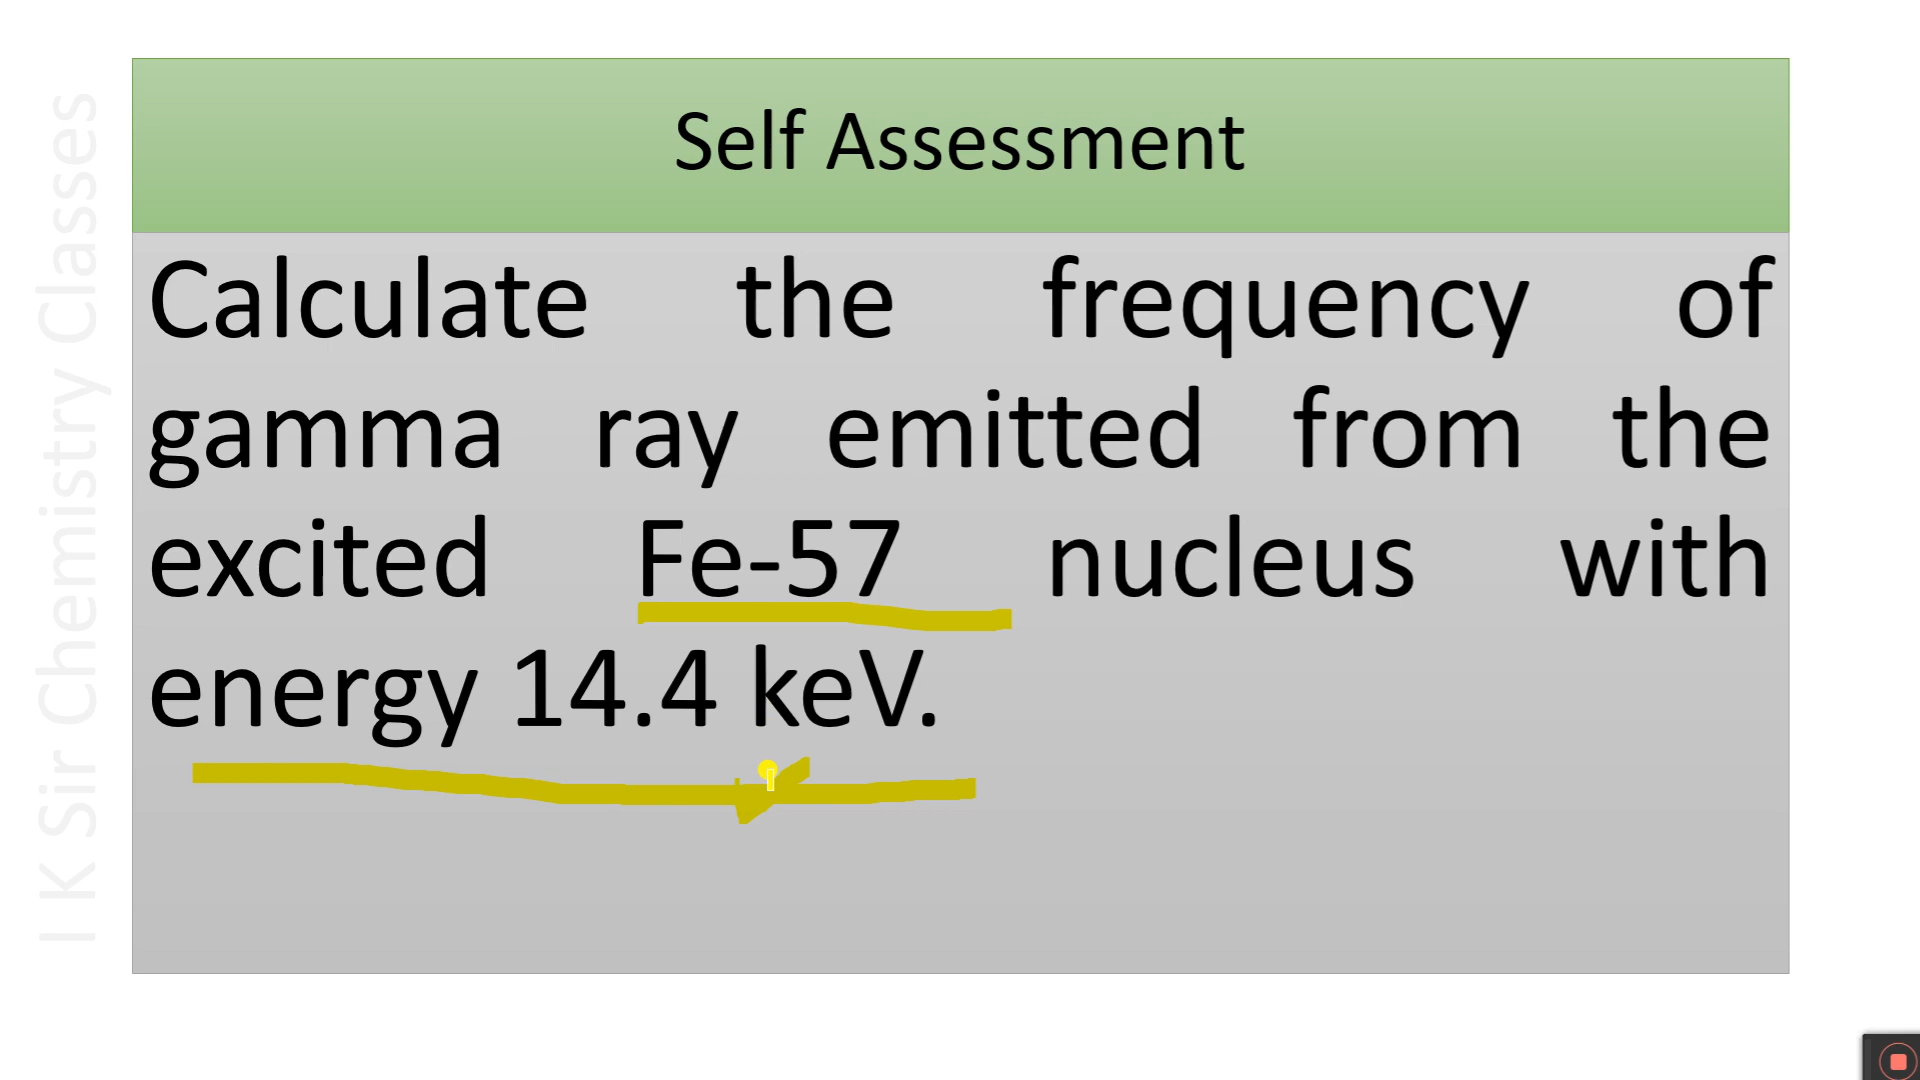 I K Sir Chemistry Classes
Self Assessment
Calculate the frequency of
gamma ray emitted from the
excited Fe-57 nucleus with
energy 14.4 keV.